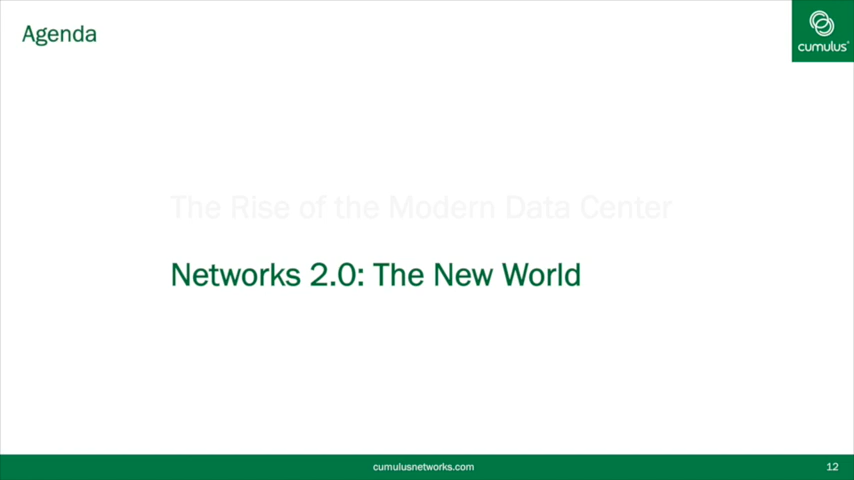 Agenda
cumulus
The Rise of the Modern Data Center
Networks 2.0: The New World
cumulusnetworks.com
12